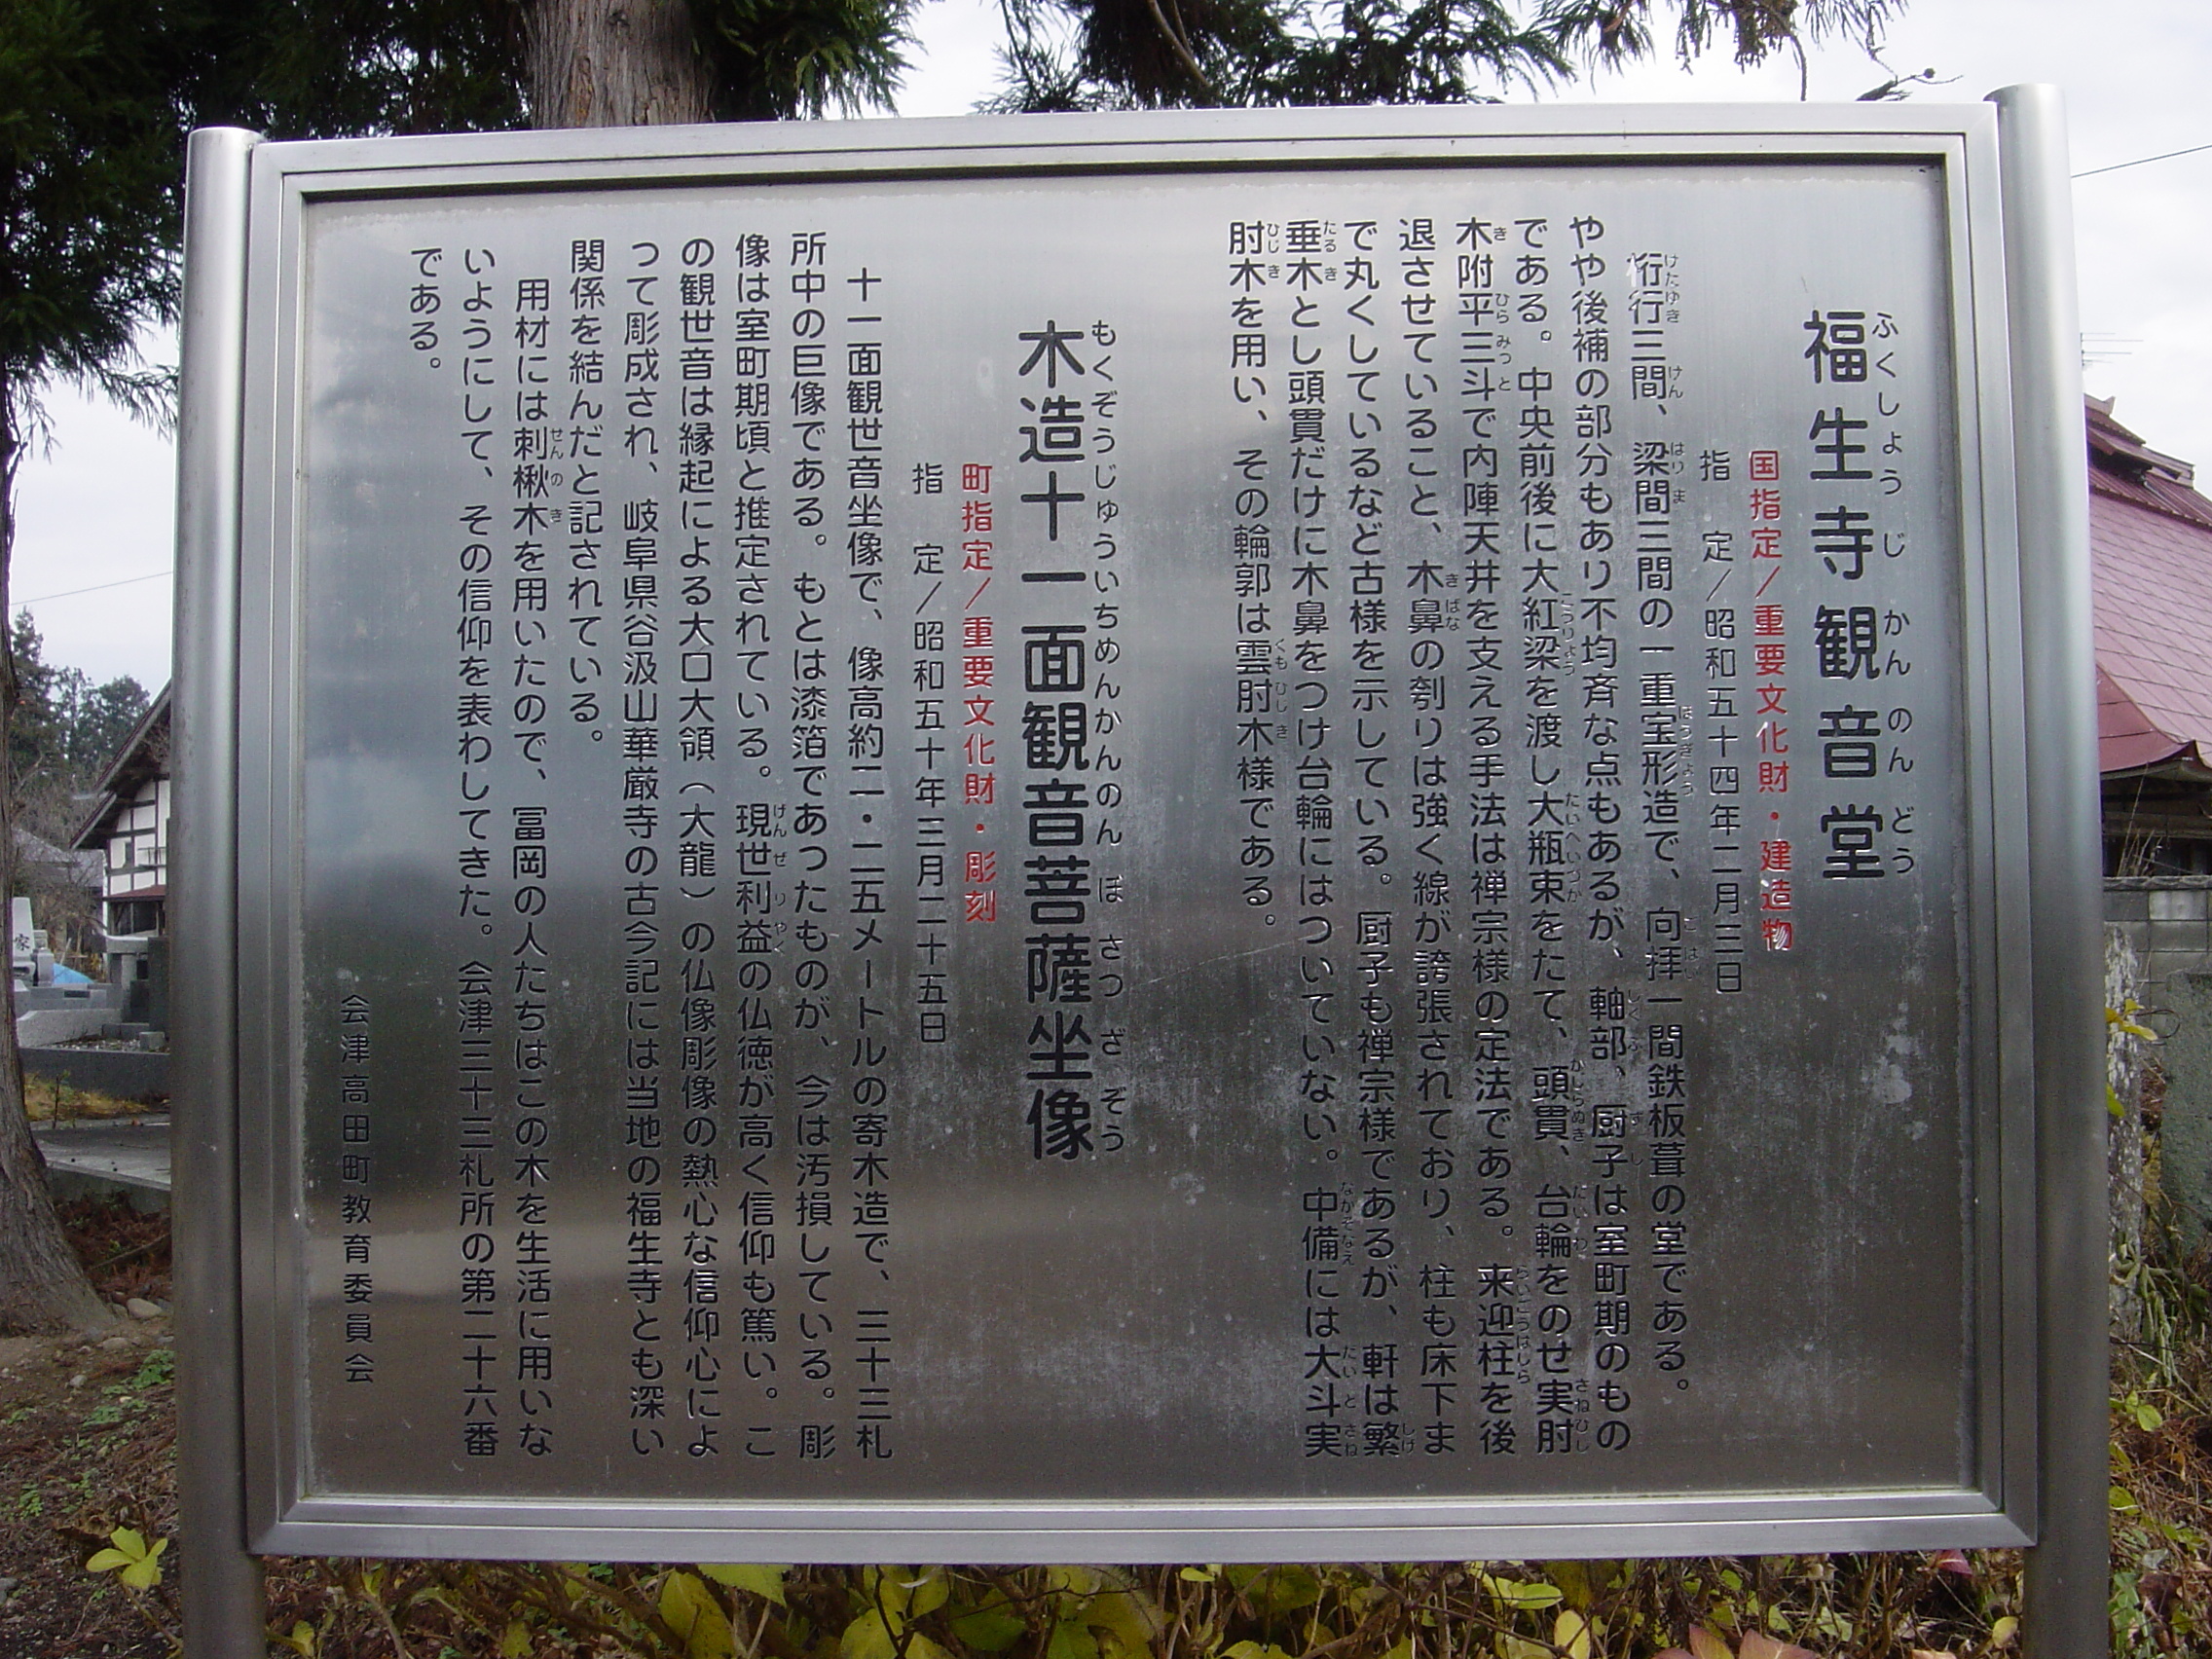 福生寺観音堂
国指定/重要文化財・建造物
指　定/昭和五十四年二月三日
桁行三間、梁間三間の一重宝形造で、向拝一間鉄板葺の堂である。
やや後補の部分もあり不均斉な点もあるが、軸部、厨子は室町期のもの
である。中央前後に大紅梁を渡し大瓶束をたて、頭貫、台輪をのせ実肘
木附平三斗で内陣天井を支える手法は禅宗様の定法である。来迎柱を後
退させていること、木鼻の刳りは強く線が誇張されており、柱も床下ま
で丸くしているなど古様を示している。厨子も禅宗様であるが、軒は繁
垂木とし頭貫だけに木鼻をつけ台輪にはついていない。中備には大斗実
肘木を用い、その輪郭は雲肘木様である。
木造十一面観音菩薩坐像
町指定/重要文化財・彫刻
指　定/昭和五十年三月二十五日
十一面観世音坐像で、像高約二・二五メートルの寄木造で、三十三札
所中の巨像である。もとは漆箔であったものが、今は汚損している。彫
像は室町期頃と推定されている。現世利益の仏徳が高く信仰も篤い。こ
の観世音は縁起による大口大領(大龍)の仏像彫像の熱心な信仰心によ
って彫成され、岐阜県谷汲山華厳寺の古今記には当地の福生寺とも深い
関係を結んだと記されている。
用材には刺楸木を用いたので、冨岡の人たちはこの木を生活に用いな
いようにして、その信仰を表わしてきた。会津三十三札所の第二十六番
である。
会津高田町教育委員会
家